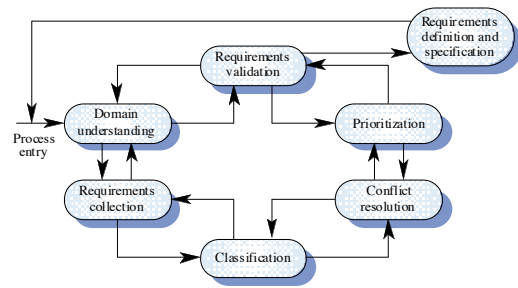 Requirements
definition and
specification
Requirements
validation
Domain
understanding
Prioritization
Process
entry
Requirements
collection
Conflict
resolution
Classification